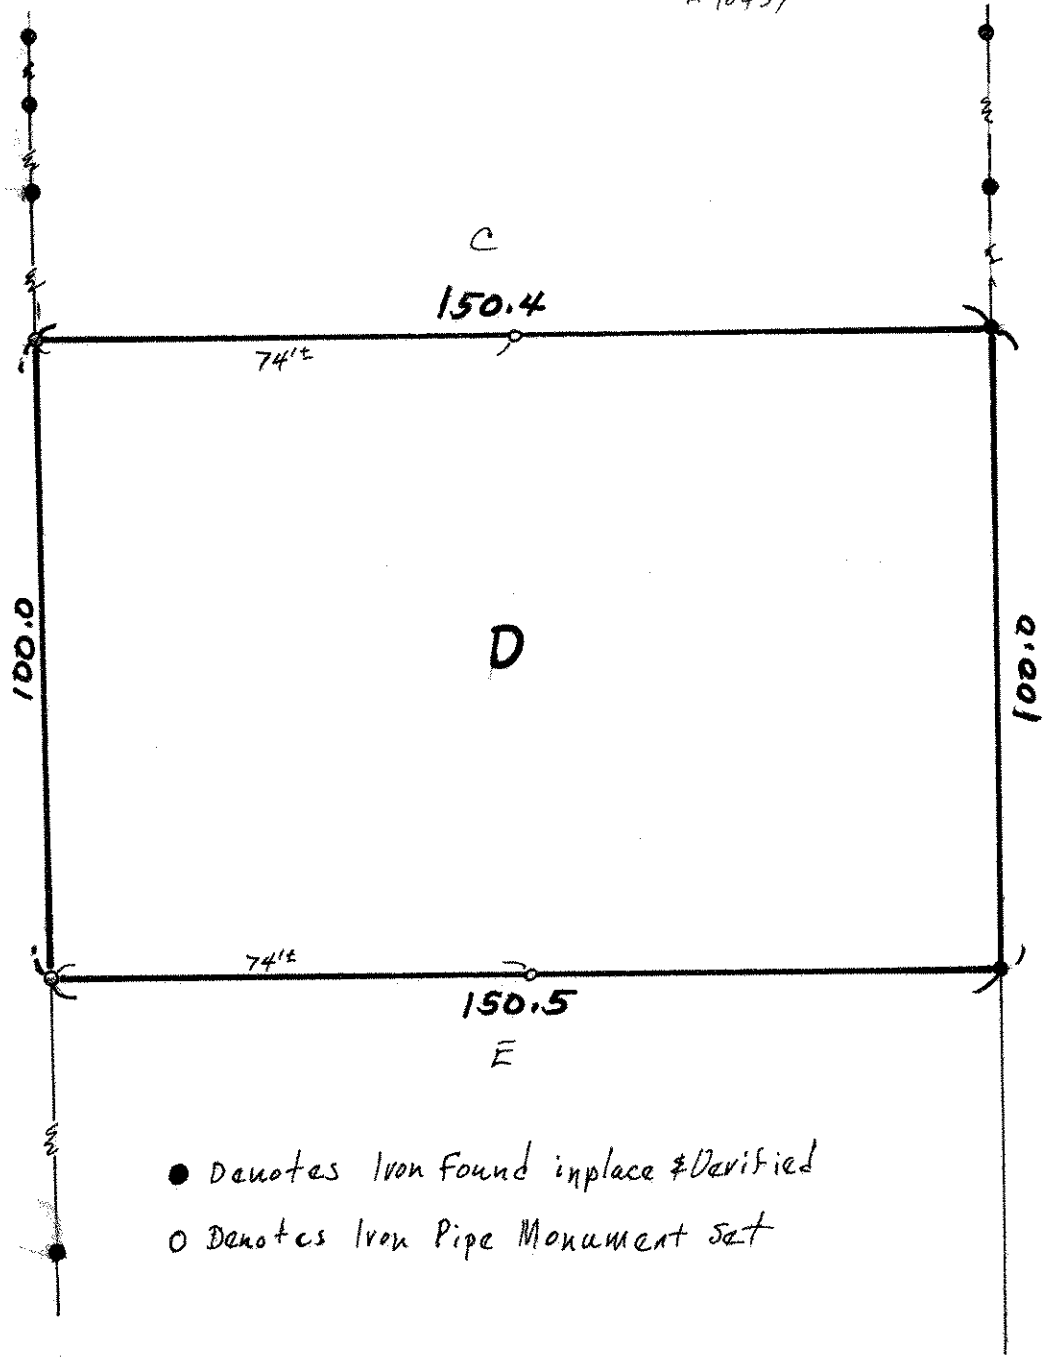 C
150.4
74'±
100.0
D
100.0
74'±
150.5
E
Denotes Iron Found inplace & Verified
Denotes Iron Pipe Monument Set